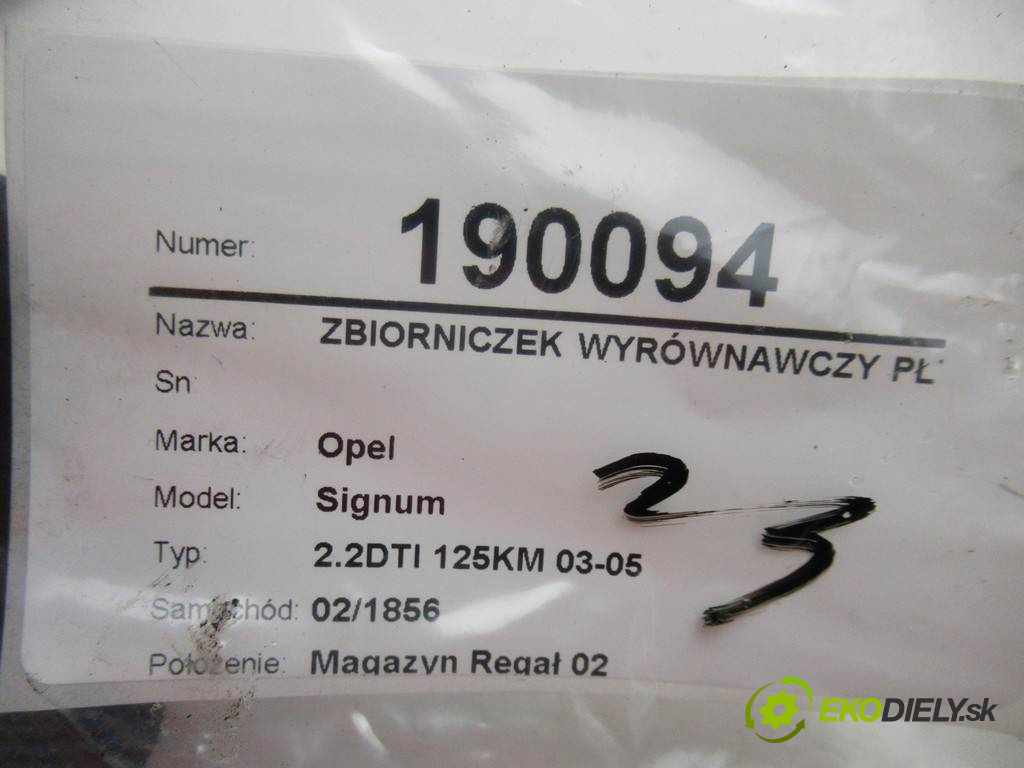 Numer: 190094
Nazwa: ZBIORNICZEK WYRÓWNAWCZY PŁ
Sn
Marka: Opel
Model: Signum
Typ: 2.2DTI 125KM 03-05
23
Samochód: 02/1856
Położenie: Magazyn Regał 02
EKODIELY.sk